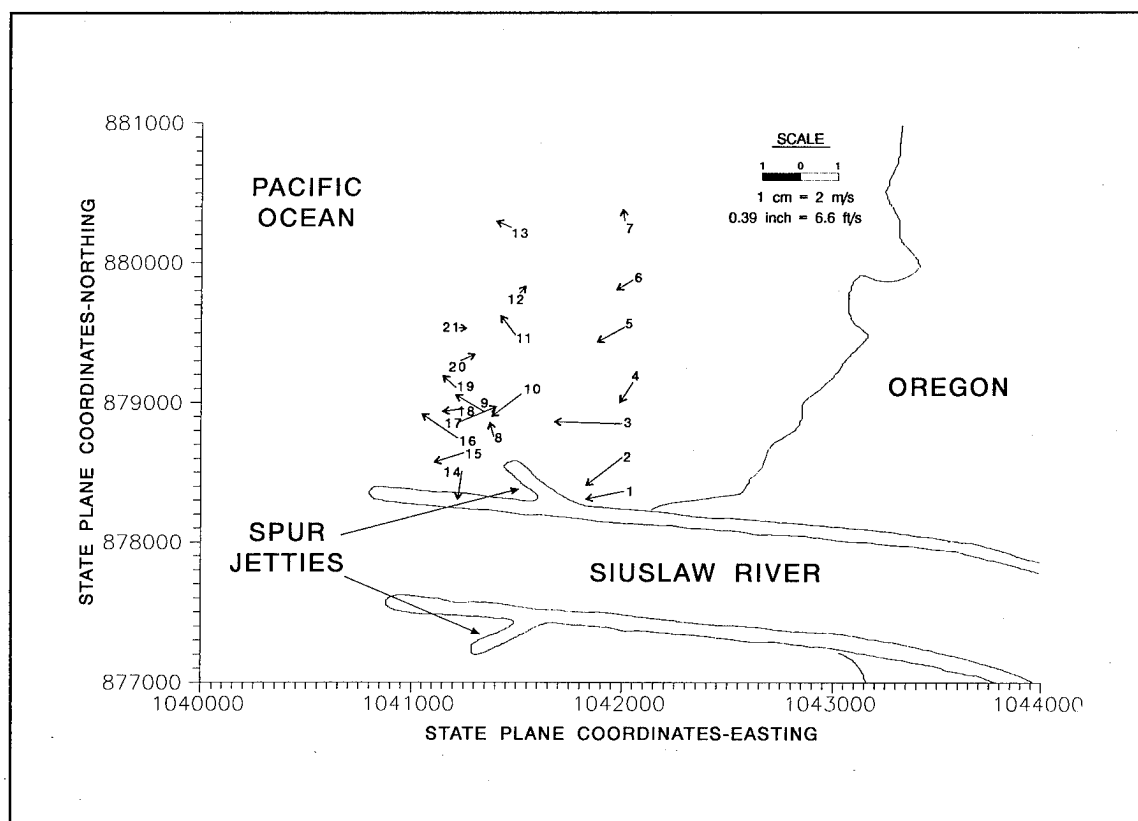 881000
880000
879000
878000
877000
STATE PLANE COORDINATES-NORTHING
PACIFIC
OCEAN
SCALE
1 0 1
1 cm = 2 m/s
0.39 inch = 6.6 ft/s
7
13
6
12
5
21
11
20
4
19
10
OREGON
9
18
17
3
8
16
15
2
14
1
SPUR
JETTIES
SIUSLAW RIVER
1040000
1041000
1042000
1043000
1044000
STATE PLANE COORDINATES-EASTING